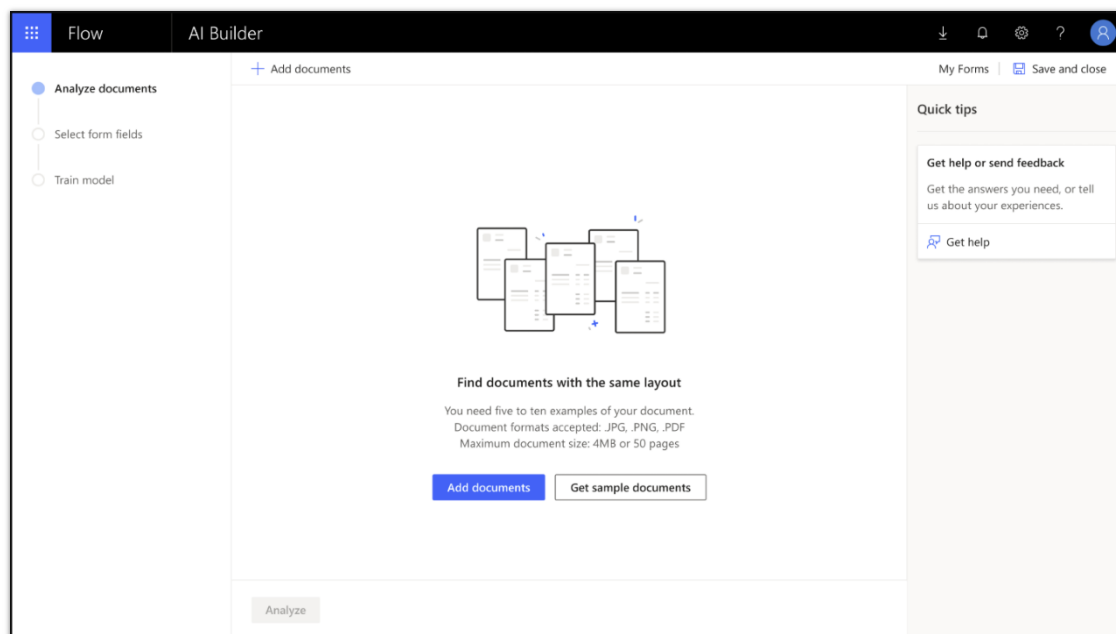 Flow
AI Builder
Analyze documents
Select form fields
Train model
Add documents
My Forms
Save and close
Find documents with the same layout
You need five to ten examples of your document.
Document formats accepted: .JPG, .PNG, .PDF
Maximum document size: 4MB or 50 pages
Add documents
Get sample documents
Analyze
Quick tips
Get help or send feedback
Get the answers you need, or tell
us about your experiences.
Get help